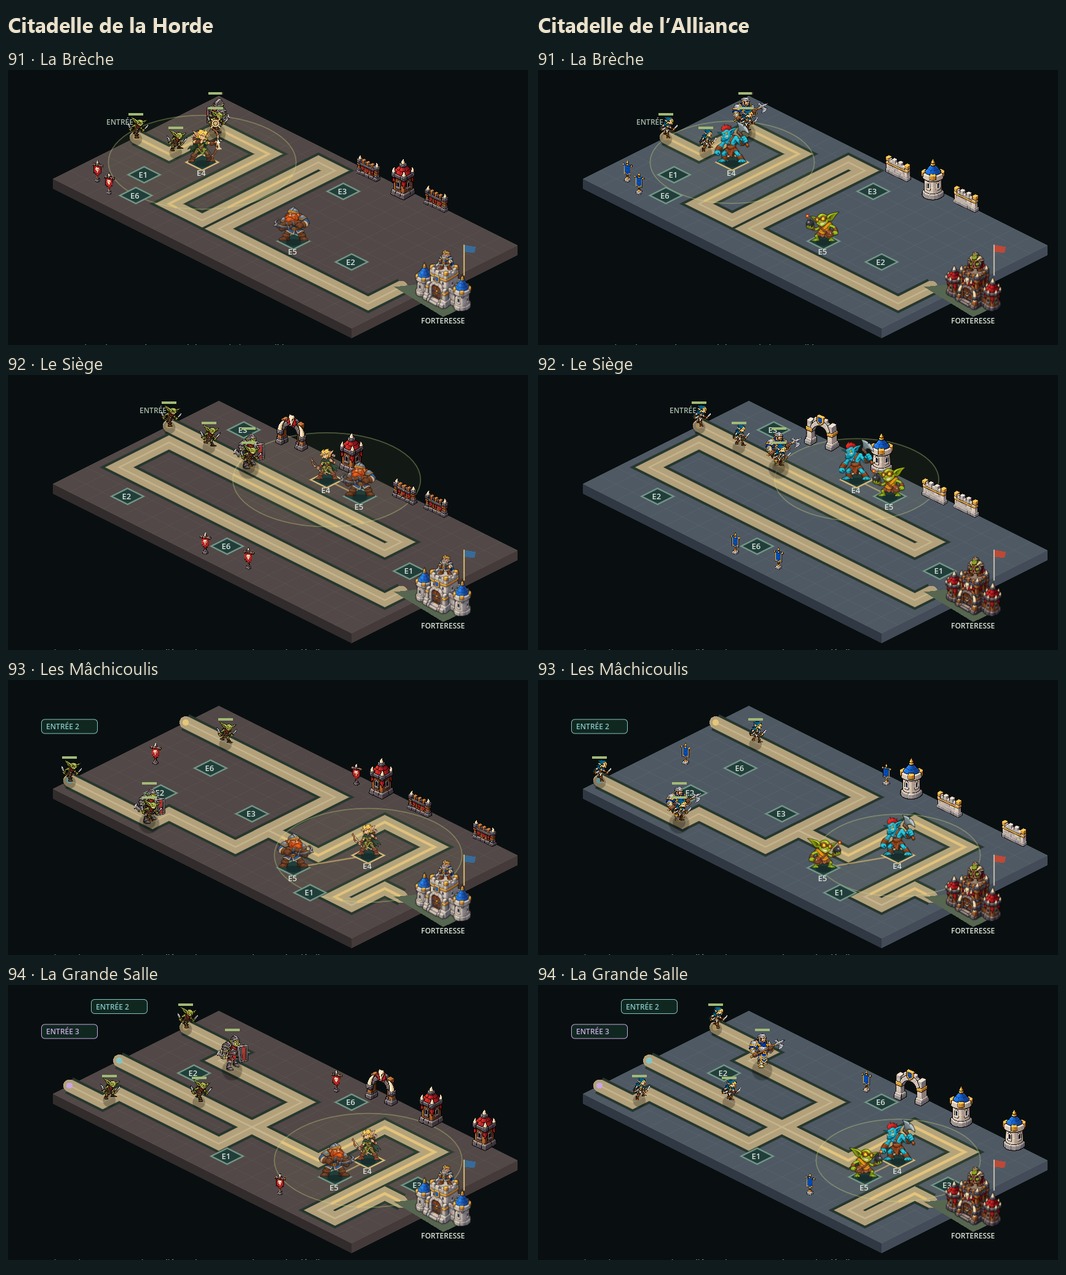 Citadelle de la Horde
Citadelle de l’Alliance
91 · La Brèche
91 · La Brèche
ENTRÉE
E1
E4
E6
E3
E5
E2
FORTERESSE
ENTRÉE
E1
E4
E6
E3
E5
E2
FORTERESSE
92 · Le Siège
92 · Le Siège
ENTRÉE
E3
E4
E2
E5
E6
E1
FORTERESSE
ENTRÉE
E3
E4
E2
E5
E6
E1
FORTERESSE
93 · Les Mâchicoulis
93 · Les Mâchicoulis
ENTRÉE 2
E6
E2
E3
E4
E5
E1
FORTERESSE
ENTRÉE 2
E6
E3
E4
E5
E1
FORTERESSE
94 · La Grande Salle
94 · La Grande Salle
ENTRÉE 2
ENTRÉE 3
E2
E6
E1
E4
E5
FORTERESSE
ENTRÉE 2
ENTRÉE 3
E2
E6
E1
E4
E5
E3
FORTERESSE